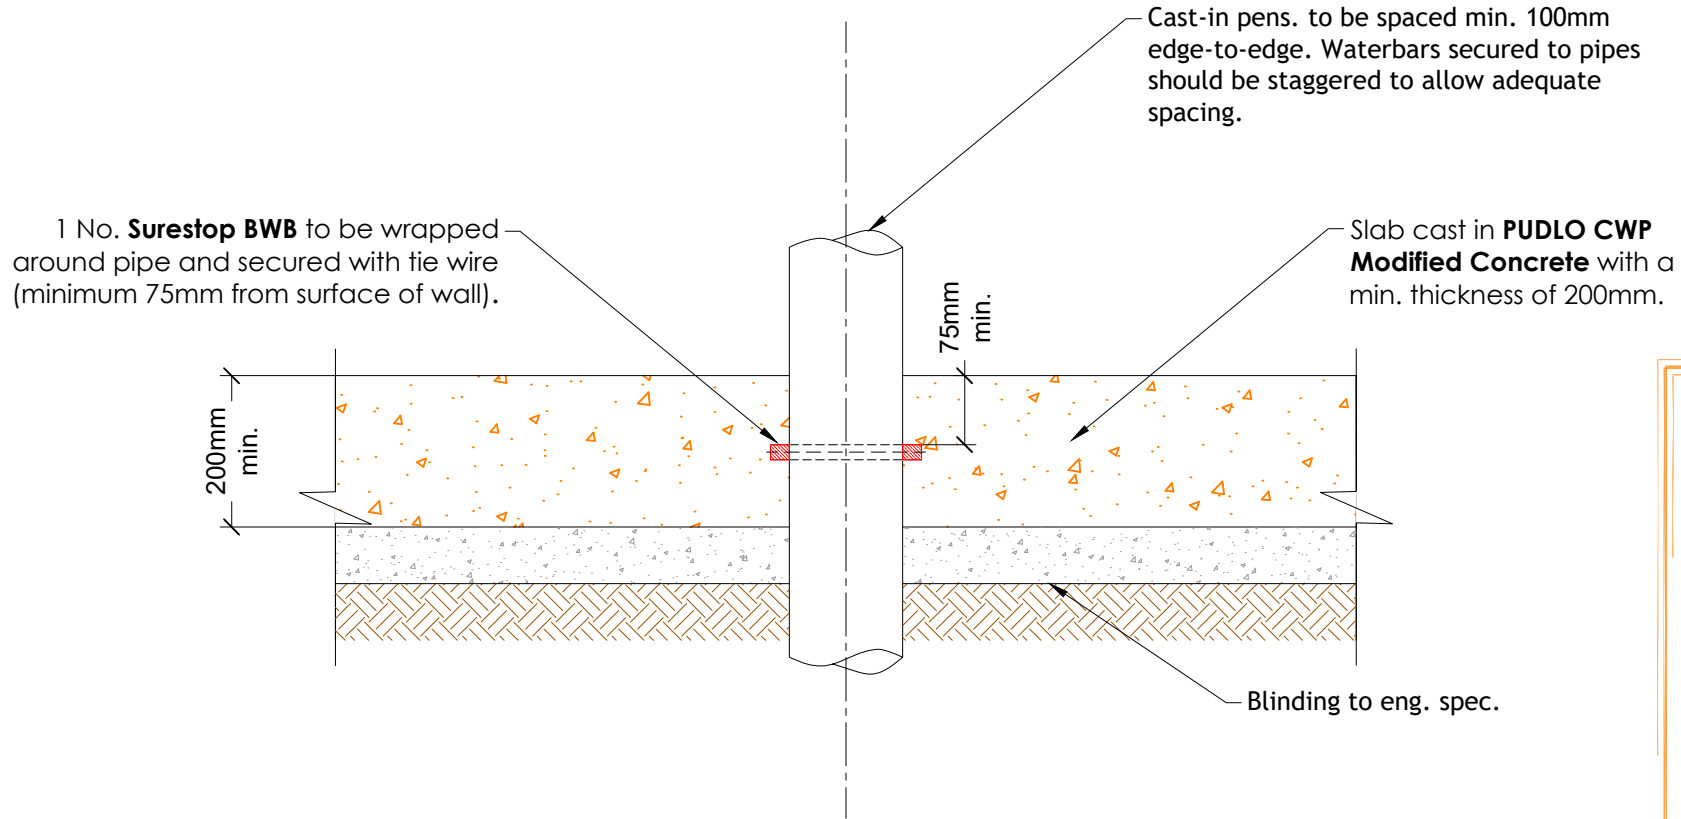 Cast-in pens. to be spaced min. 100mm
edge-to-edge. Waterbars secured to pipes
should be staggered to allow adequate
spacing.
1 No. Surestop BWB to be wrapped
around pipe and secured with tie wire
(minimum 75mm from surface of wall).
Slab cast in PUDLO CWP
Modified Concrete with a
min. thickness of 200mm.
75mm
min.
200mm
min.
Blinding to eng. spec.